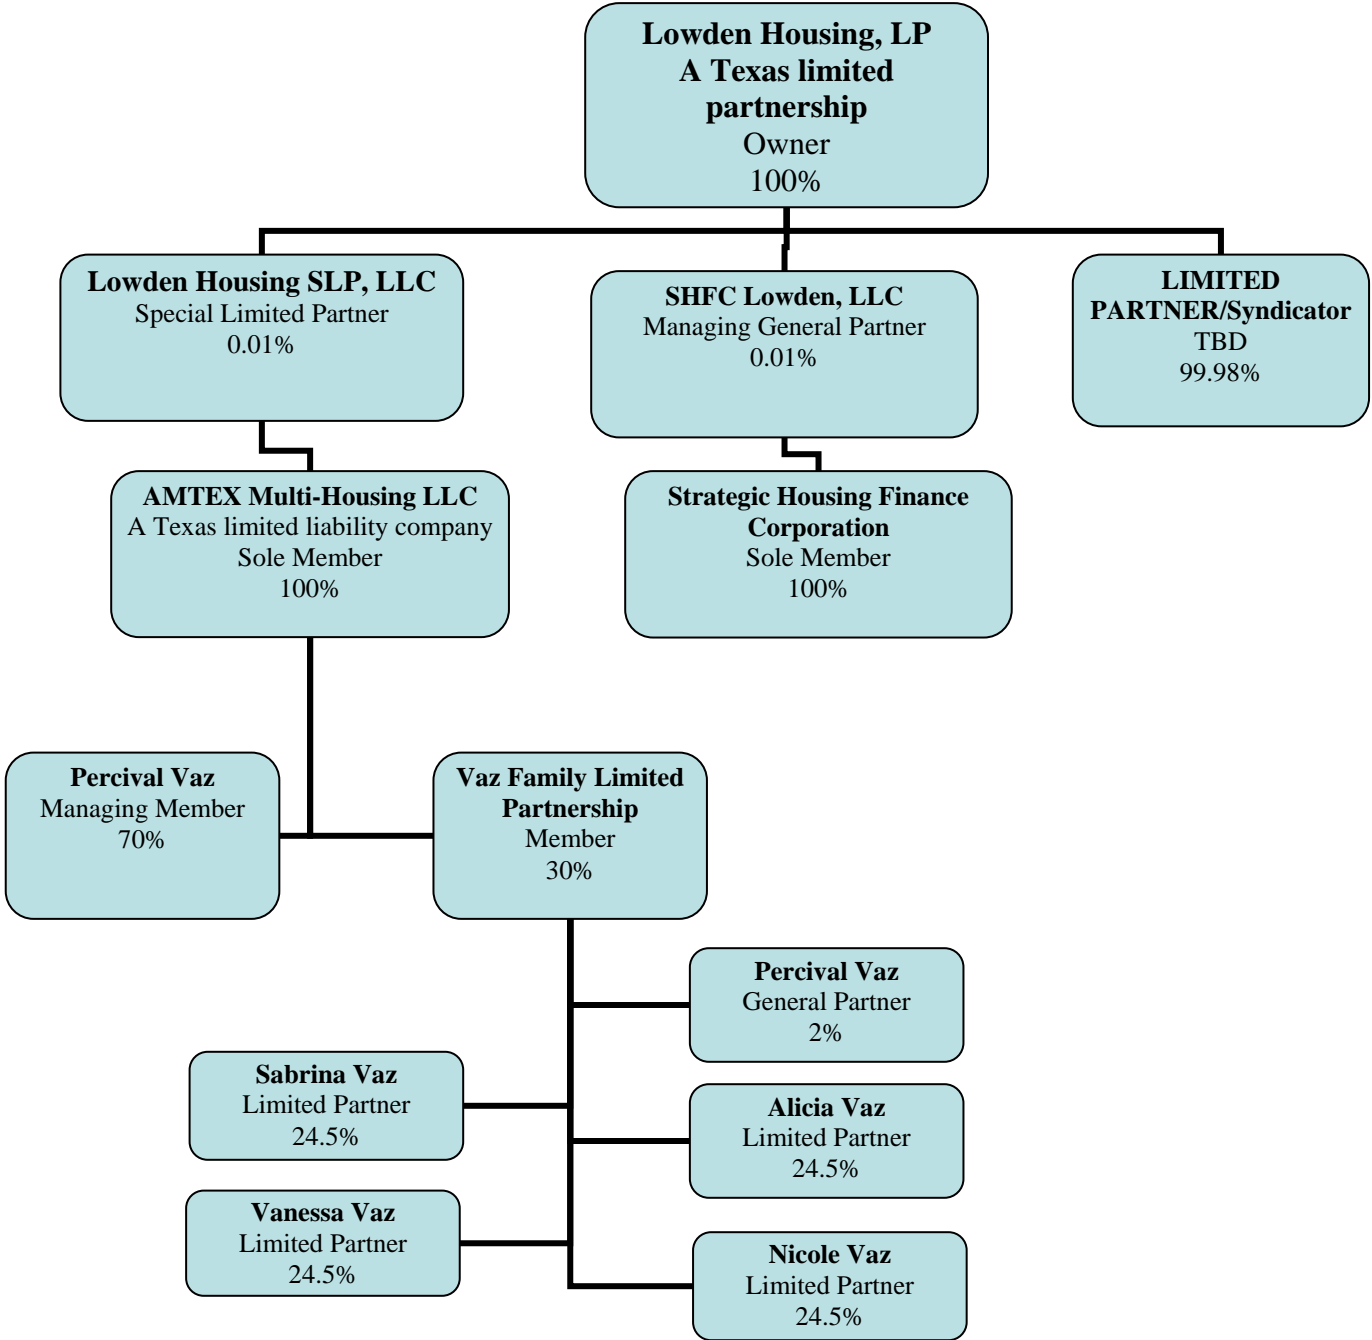 Lowden Housing, LP
A Texas limited
partnership
Owner
100%
Lowden Housing SLP, LLC
Special Limited Partner
0.01%
SHFC Lowden, LLC
Managing General Partner
0.01%
LIMITED
PARTNER/Syndicator
TBD
99.98%
AMTEX Multi-Housing LLC
A Texas limited liability company
Sole Member
100%
Strategic Housing Finance
Corporation
Sole Member
100%
Percival Vaz
Managing Member
70%
Vaz Family Limited
Partnership
Member
30%
Percival Vaz
General Partner
2%
Sabrina Vaz
Limited Partner
24.5%
Alicia Vaz
Limited Partner
24.5%
Vanessa Vaz
Limited Partner
24.5%
Nicole Vaz
Limited Partner
24.5%